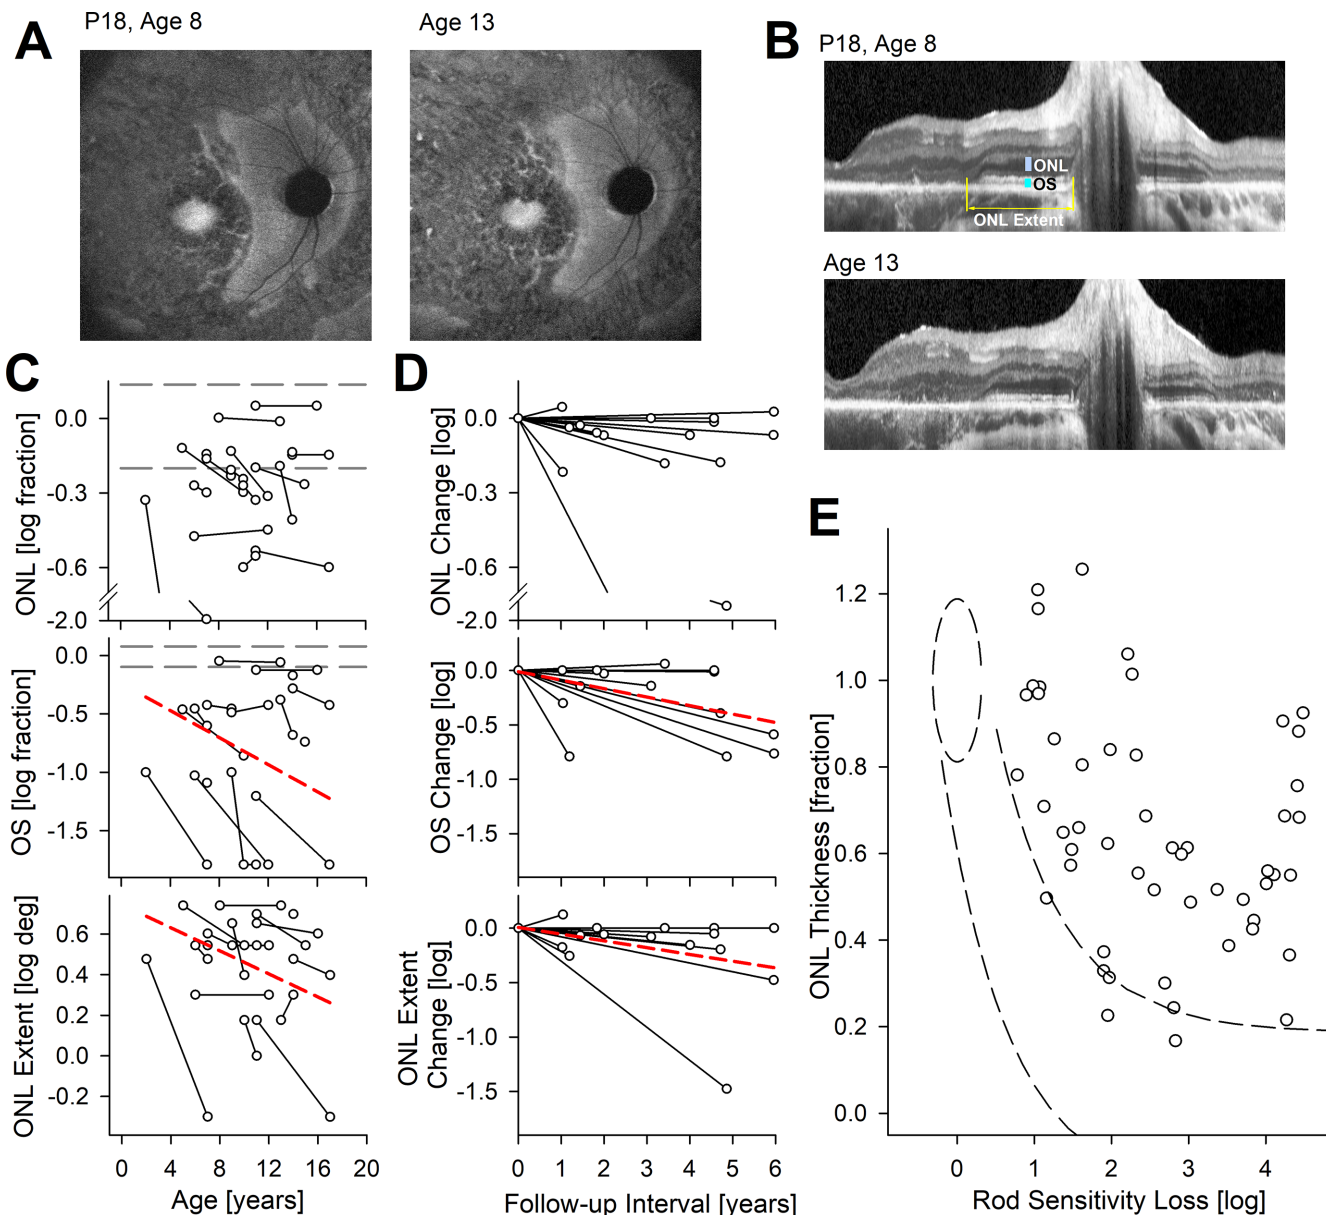 A
P18, Age 8
Age 13
B
P18, Age 8
ONL
OS
ONL Extent
Age 13
C
ONL [log fraction]
0.0
-0.3
-0.6
-2.0
OS [log fraction]
0.0
-0.5
-1.0
-1.5
ONL Extent [log deg]
0.6
0.4
0.2
0.0
-0.2
0 4 8 12 16 20
Age [years]
D
ONL Change [log]
0.0
-0.3
-0.6
-2.0
OS Change [log]
0.0
-0.5
-1.0
-1.5
ONL Extent
Change [log]
0.0
-0.5
-1.0
-1.5
0 1 2 3 4 5 6
Follow-up Interval [years]
E
ONL Thickness [fraction]
1.2
1.0
0.8
0.6
0.4
0.2
0.0
0 1 2 3 4
Rod Sensitivity Loss [log]